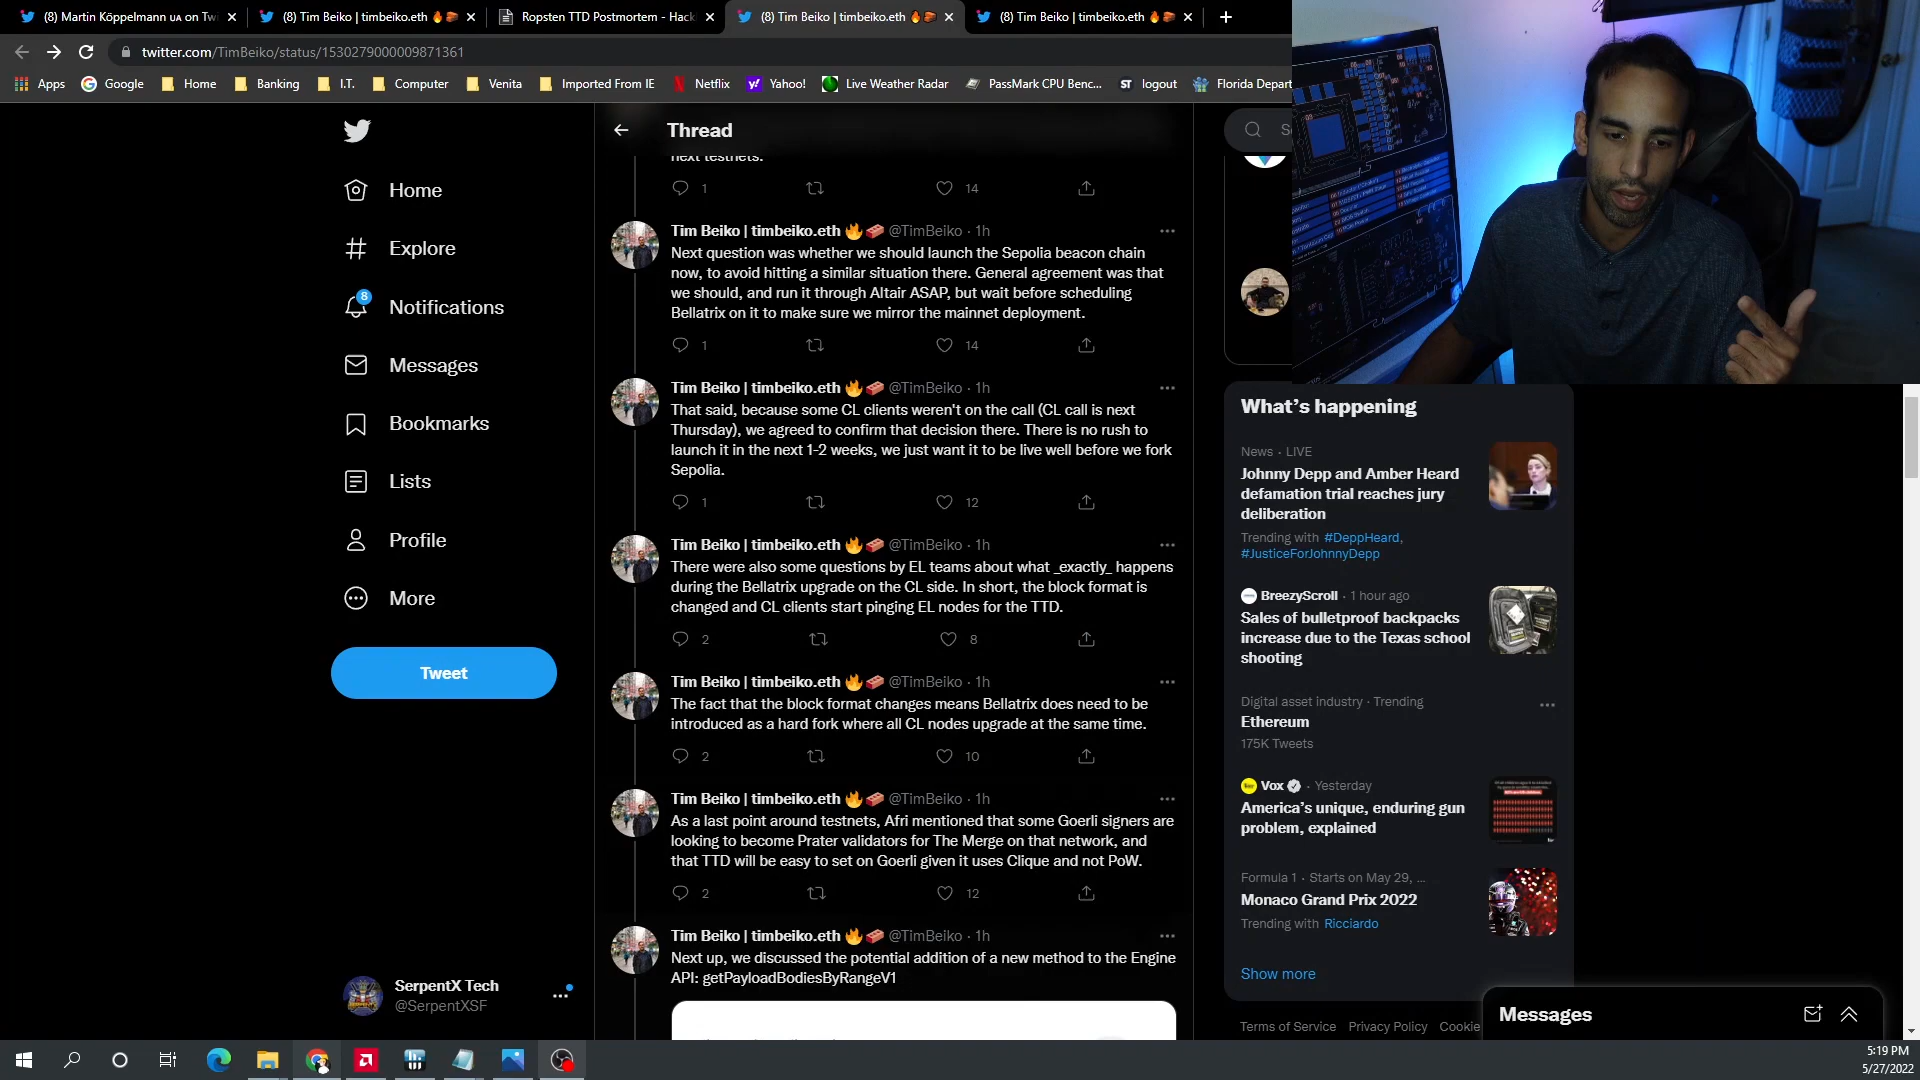 (8) Martin Köppelmann UA on Twi
(8) Tim Beiko | timbeiko.eth 🔥🧱
Ropsten TTD Postmortem - Hack
(8) Tim Beiko | timbeiko.eth 🔥🧱
(8) Tim Beiko | timbeiko.eth 🔥🧱
twitter.com/TimBeiko/status/1530279000009871361
Apps
Google
Home
Banking
I.T.
Computer
Venita
Imported From IE
Netflix
Yahoo!
Live Weather Radar
PassMark CPU Benc...
ST
logout
Florida Depart
Home
Explore
8
Notifications
Messages
Bookmarks
Lists
Profile
More
Tweet
SerpentX Tech
@SerpentXSF
Thread
next testnets.
1
14
Tim Beiko | timbeiko.eth 🔥🧱 @TimBeiko · 1h
Next question was whether we should launch the Sepolia beacon chain
now, to avoid hitting a similar situation there. General agreement was that
we should, and run it through Altair ASAP, but wait before scheduling
Bellatrix on it to make sure we mirror the mainnet deployment.
1
14
Tim Beiko | timbeiko.eth 🔥🧱 @TimBeiko · 1h
That said, because some CL clients weren't on the call (CL call is next
Thursday), we agreed to confirm that decision there. There is no rush to
launch it in the next 1-2 weeks, we just want it to be live well before we fork
Sepolia.
1
12
Tim Beiko | timbeiko.eth 🔥🧱 @TimBeiko · 1h
There were also some questions by EL teams about what _exactly_ happens
during the Bellatrix upgrade on the CL side. In short, the block format is
changed and CL clients start pinging EL nodes for the TTD.
2
8
Tim Beiko | timbeiko.eth 🔥🧱 @TimBeiko · 1h
The fact that the block format changes means Bellatrix does need to be
introduced as a hard fork where all CL nodes upgrade at the same time.
2
10
Tim Beiko | timbeiko.eth 🔥🧱 @TimBeiko · 1h
As a last point around testnets, Afri mentioned that some Goerli signers are
looking to become Prater validators for The Merge on that network, and
that TTD will be easy to set on Goerli given it uses Clique and not PoW.
2
12
Tim Beiko | timbeiko.eth 🔥🧱 @TimBeiko · 1h
Next up, we discussed the potential addition of a new method to the Engine
API: getPayloadBodiesByRangeV1
What's happening
News · LIVE
Johnny Depp and Amber Heard
defamation trial reaches jury
deliberation
Trending with #DeppHeard,
#JusticeForJohnnyDepp
BreezyScroll · 1 hour ago
Sales of bulletproof backpacks
increase due to the Texas school
shooting
Digital asset industry · Trending
Ethereum
175K Tweets
Vox · Yesterday
America's unique, enduring gun
problem, explained
Formula 1 · Starts on May 29, ...
Monaco Grand Prix 2022
Trending with Ricciardo
Show more
Terms of Service
Privacy Policy
Cookie
Messages
5:19 PM
5/27/2022